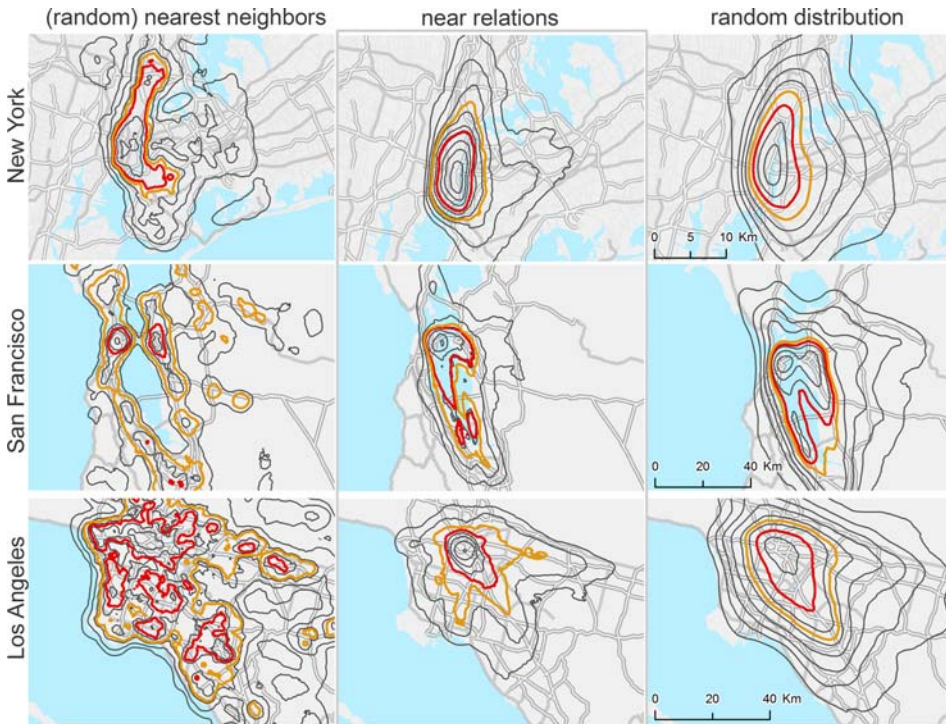 (random) nearest neighbors
near relations
random distribution
New York
0 5 10 Km
San Francisco
0 20 40 Km
Los Angeles
0 20 40 Km